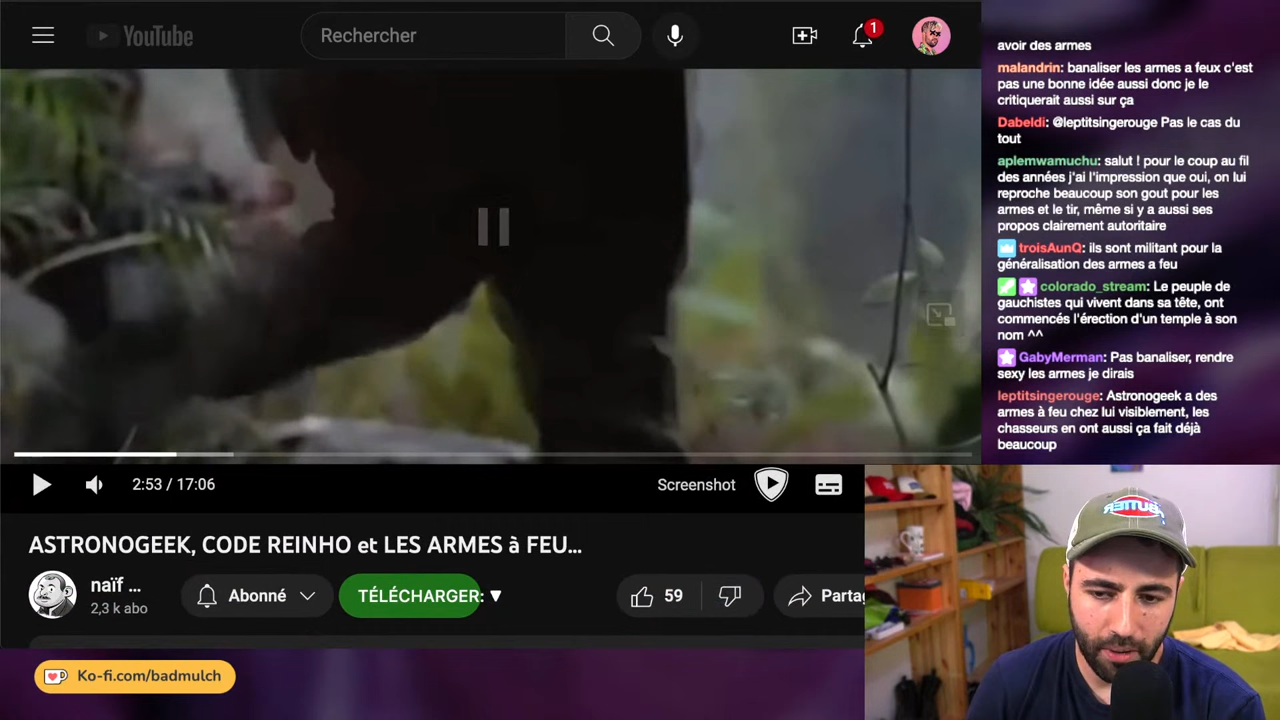 YouTube
Rechercher
1
avoir des armes
malandrin: banaliser les armes a feux c'est
pas une bonne idée aussi donc je le
critiquerait aussi sur ça
Dabeldi: @leptitsingerouge Pas le cas du
tout
aplemwamuchu: salut ! pour le coup au fil
des années j'ai l'impression que oui, on lui
reproche beaucoup son gout pour les
armes et le tir, même si y a aussi ses
propos clairement autoritaire
troisAunQ: ils sont militant pour la
généralisation des armes a feu
colorado_stream: Le peuple de
gauchistes qui vivent dans sa tête, ont
commencés l'érection d'un temple à son
nom ^^
GabyMerman: Pas banaliser, rendre
sexy les armes je dirais
leptitsingerouge: Astronogeek a des
armes à feu chez lui visiblement, les
chasseurs en ont aussi ça fait déjà
beaucoup
2:53 / 17:06
Screenshot
ASTRONOGEEK, CODE REINHO et LES ARMES à FEU...
naïf ...
2,3 k abo
Abonné
TÉLÉCHARGER: ▼
59
Partag
Ko-fi.com/badmulch